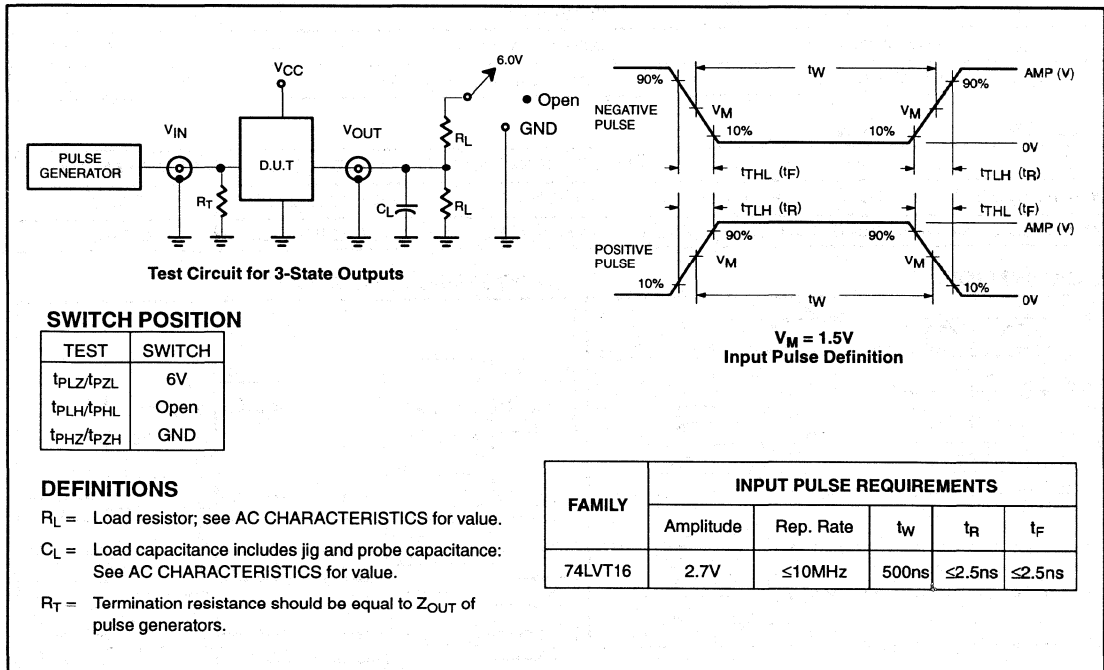 VCC
6.0V
Open
GND
VIN
VOUT
RL
PULSE
GENERATOR
D.U.T
RT
CL
RL
Test Circuit for 3-State Outputs
90%
tW
90%
AMP (V)
NEGATIVE
PULSE
VM
VM
10%
10%
0V
tTHL (tF)
tTLH (tR)
tTLH (tR)
tTHL (tF)
AMP (V)
90%
90%
POSITIVE
PULSE
VM
VM
10%
10%
tW
0V
VM = 1.5V
Input Pulse Definition
SWITCH POSITION
TEST SWITCH
tPLZ/tPZL 6V
tPLH/tPHL Open
tPHZ/tPZH GND
DEFINITIONS
RL = Load resistor; see AC CHARACTERISTICS for value.
CL = Load capacitance includes jig and probe capacitance:
See AC CHARACTERISTICS for value.
RT = Termination resistance should be equal to ZOUT of
pulse generators.
FAMILY INPUT PULSE REQUIREMENTS
Amplitude Rep. Rate tW tR tF
74LVT16 2.7V ≤10MHz 500ns ≤2.5ns ≤2.5ns